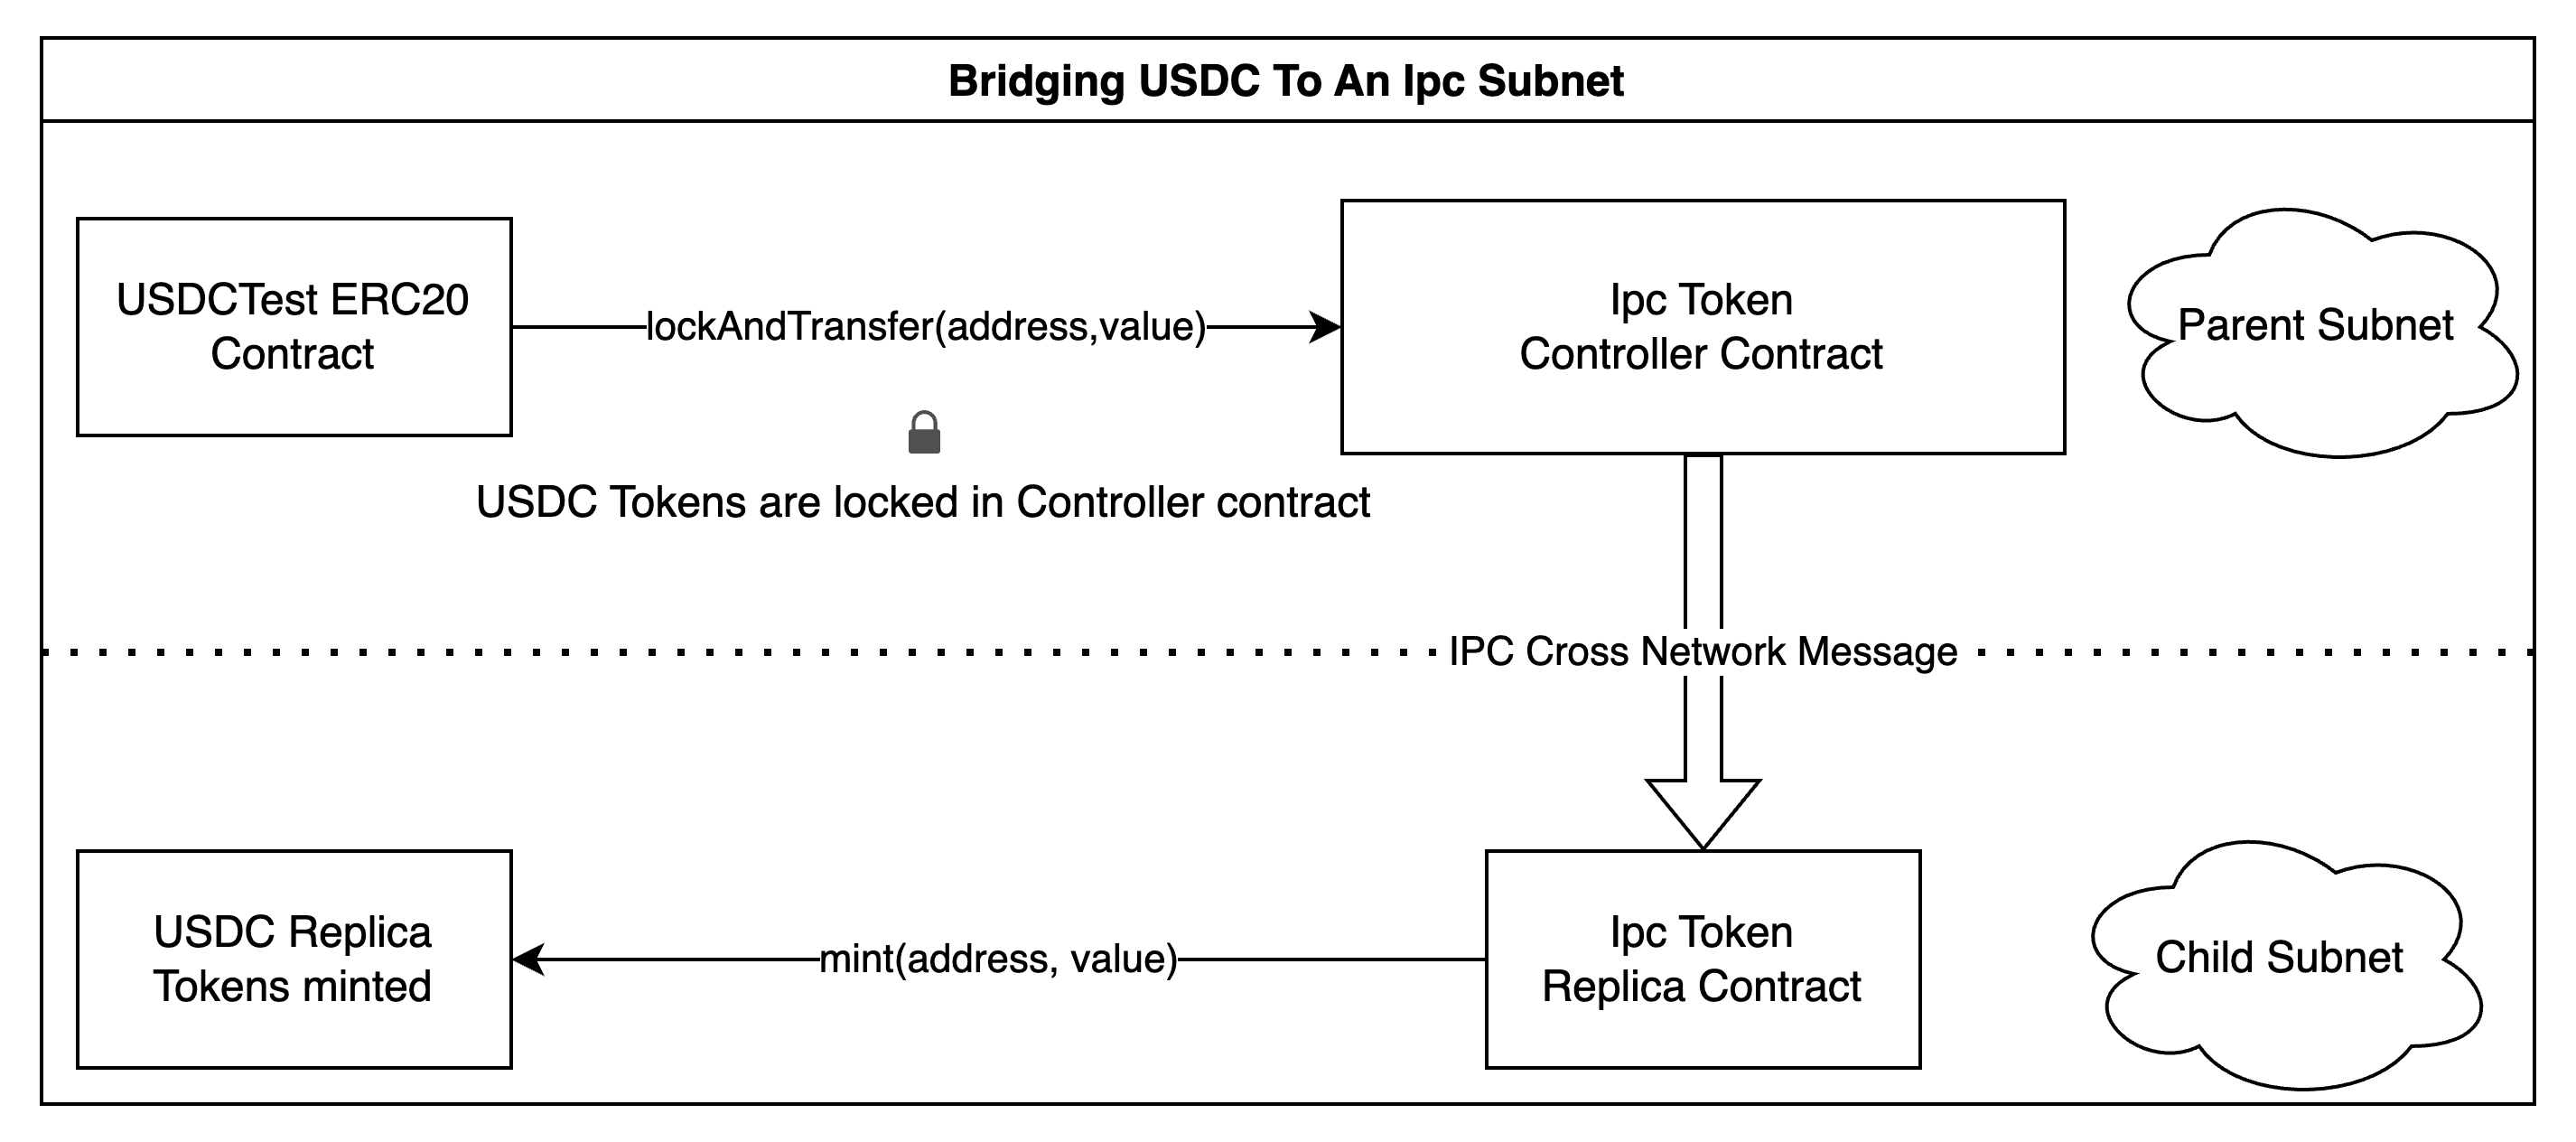 Bridging USDC To An Ipc Subnet
USDCTest ERC20
Contract
lockAndTransfer(address,value)
Ipc Token
Controller Contract
Parent Subnet
USDC Tokens are locked in Controller contract
IPC Cross Network Message
USDC Replica
Tokens minted
mint(address, value)
Ipc Token
Replica Contract
Child Subnet